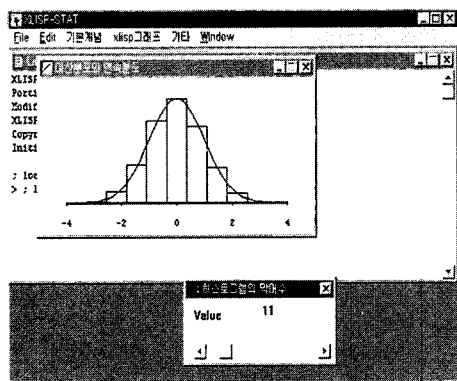 XLISP-STAT
File Edit 기본개념 xlisp그래프 기타 Window
XLISP
Porti
Modif
XLISP
Copyr
Initi
; loe
> ; l
-4 -2 0 2 4
: 히스토그램의 막대 수
Value 11